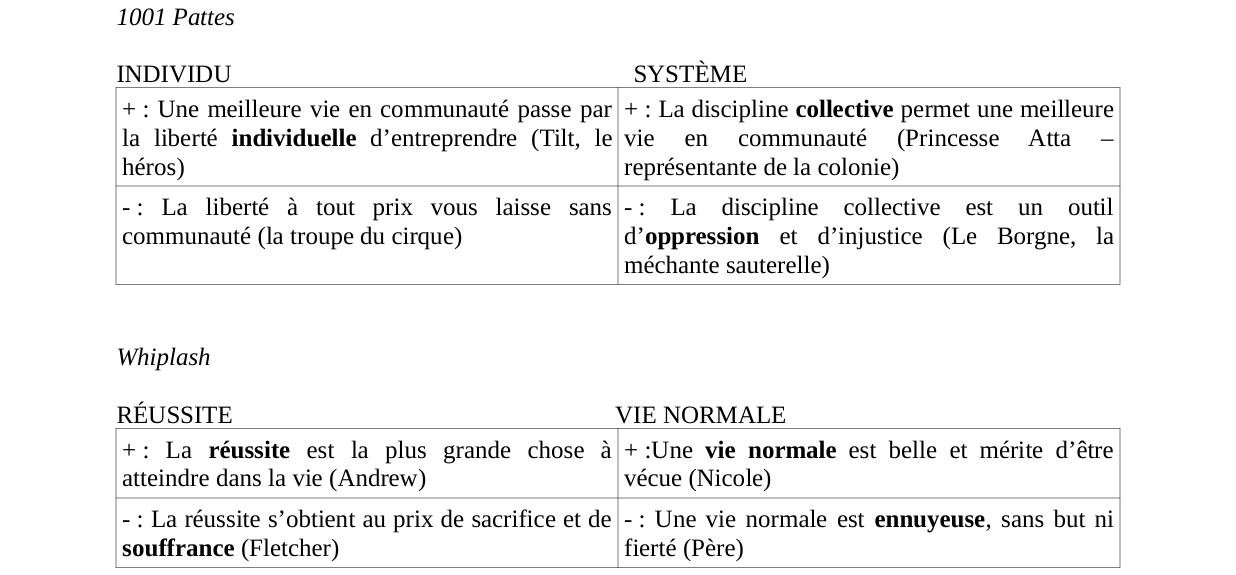 1001 Pattes
INDIVIDU SYSTÈME
+ : Une meilleure vie en communauté passe par
la liberté individuelle d’entreprendre (Tilt, le
héros)
+ : La discipline collective permet une meilleure
vie en communauté (Princesse Atta –
représentante de la colonie)
- : La liberté à tout prix vous laisse sans
communauté (la troupe du cirque)
- : La discipline collective est un outil
d’oppression et d’injustice (Le Borgne, la
méchante sauterelle)
Whiplash
RÉUSSITE VIE NORMALE
+ : La réussite est la plus grande chose à
atteindre dans la vie (Andrew)
+ :Une vie normale est belle et mérite d’être
vécue (Nicole)
- : La réussite s’obtient au prix de sacrifice et de
souffrance (Fletcher)
- : Une vie normale est ennuyeuse, sans but ni
fierté (Père)